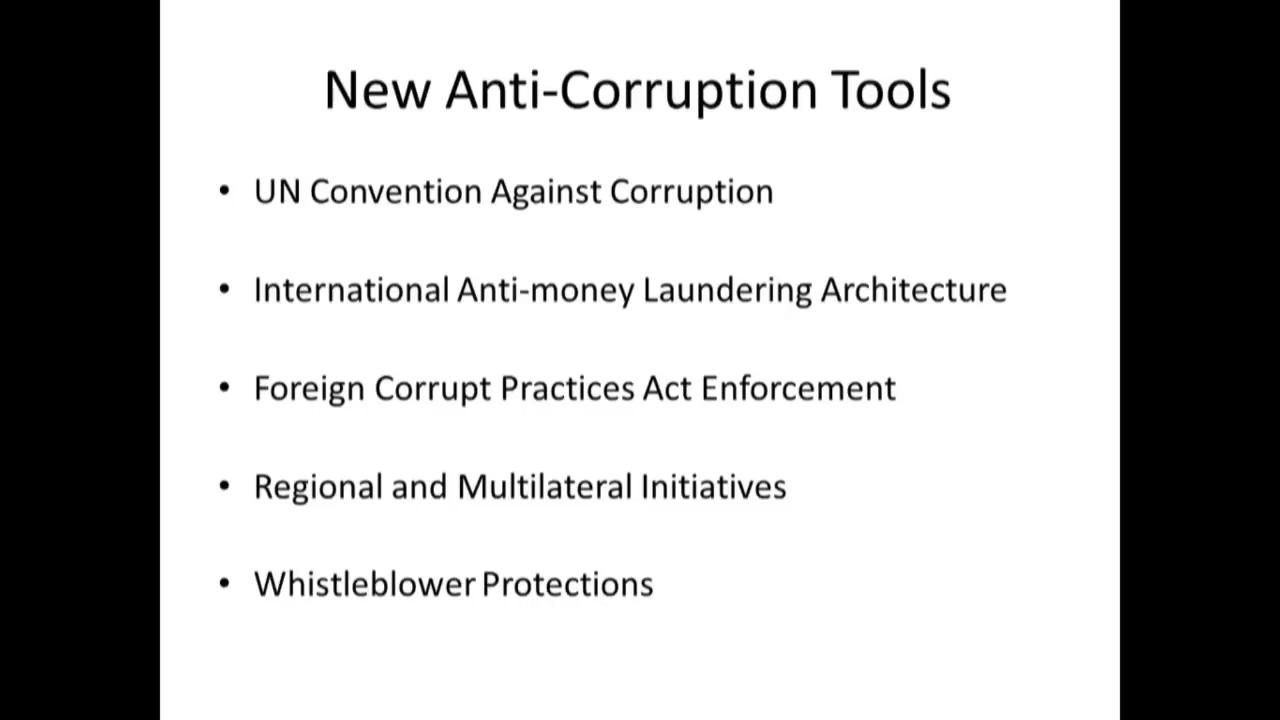 New Anti-Corruption Tools
• UN Convention Against Corruption
• International Anti-money Laundering Architecture
• Foreign Corrupt Practices Act Enforcement
• Regional and Multilateral Initiatives
• Whistleblower Protections